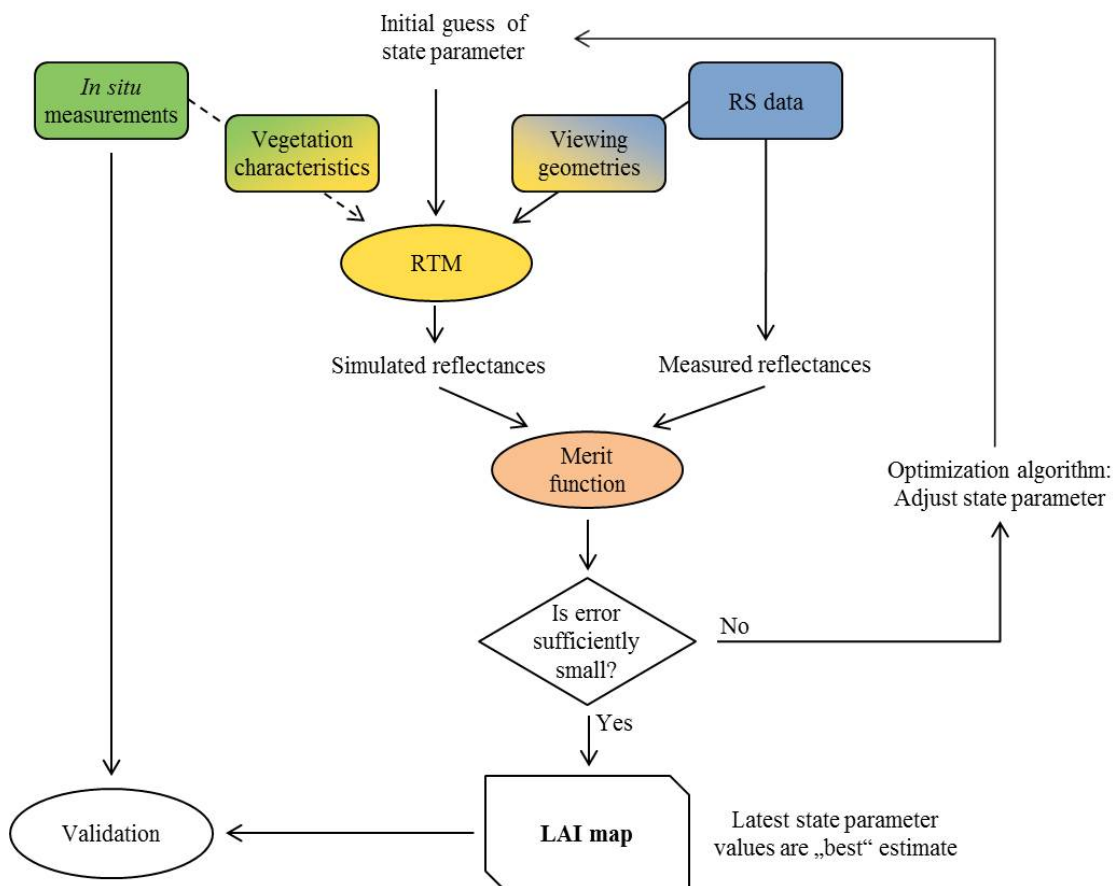 Initial guess of
state parameter
In situ
measurements
RS data
Vegetation
characteristics
Viewing
geometries
RTM
Simulated reflectances
Measured reflectances
Merit
function
Optimization algorithm:
Adjust state parameter
Is error
sufficiently
small?
No
Yes
Validation
LAI map
Latest state parameter
values are „best“ estimate